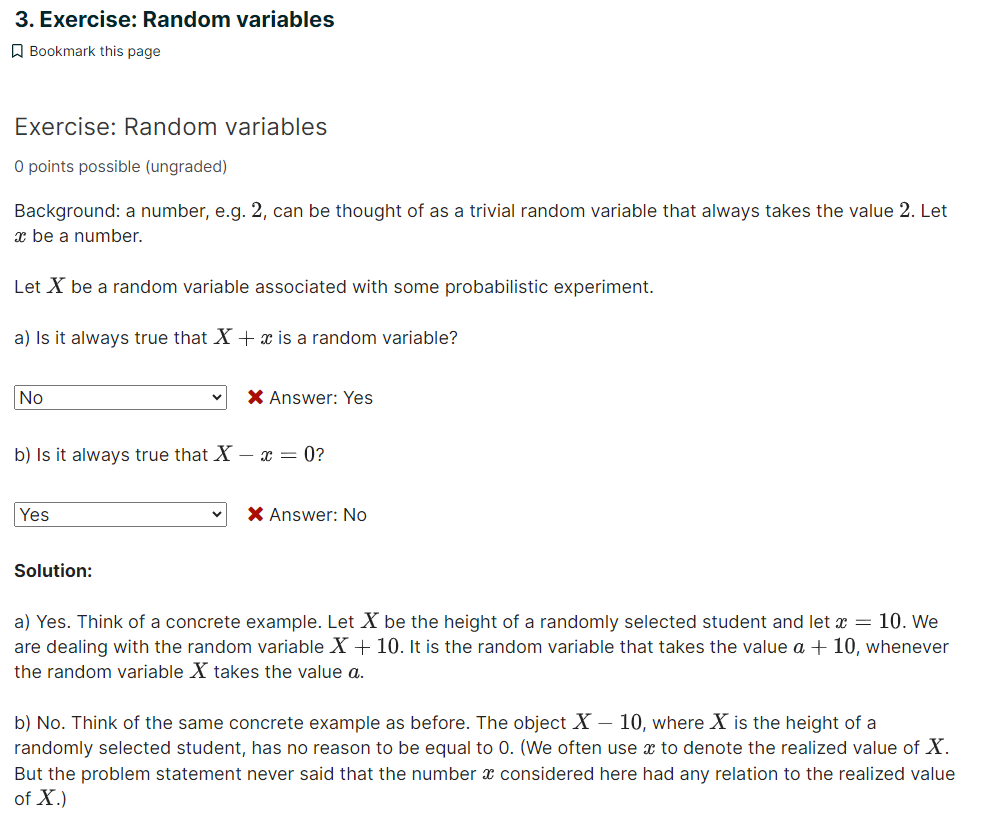 3. Exercise: Random variables
Bookmark this page
Exercise: Random variables
0 points possible (ungraded)
Background: a number, e.g. 2, can be thought of as a trivial random variable that always takes the value 2. Let
x be a number.
Let X be a random variable associated with some probabilistic experiment.
a) Is it always true that X + x is a random variable?
No ✖ Answer: Yes
b) Is it always true that X − x = 0?
Yes ✖ Answer: No
Solution:
a) Yes. Think of a concrete example. Let X be the height of a randomly selected student and let x = 10. We
are dealing with the random variable X + 10. It is the random variable that takes the value a + 10, whenever
the random variable X takes the value a.
b) No. Think of the same concrete example as before. The object X − 10, where X is the height of a
randomly selected student, has no reason to be equal to 0. (We often use x to denote the realized value of X.
But the problem statement never said that the number x considered here had any relation to the realized value
of X.)